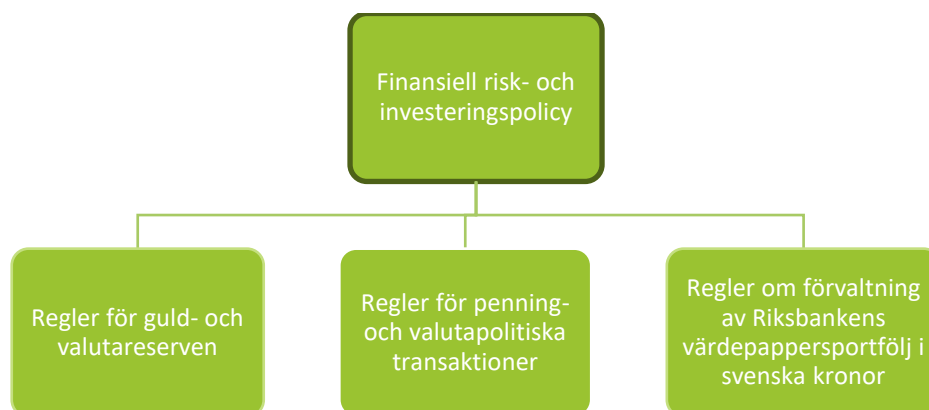 Finansiell risk- och
investeringspolicy
Regler för guld- och
valutareserven
Regler för penning-
och valutapolitiska
transaktioner
Regler om förvaltning
av Riksbankens
värdepappersportfölj i
svenska kronor